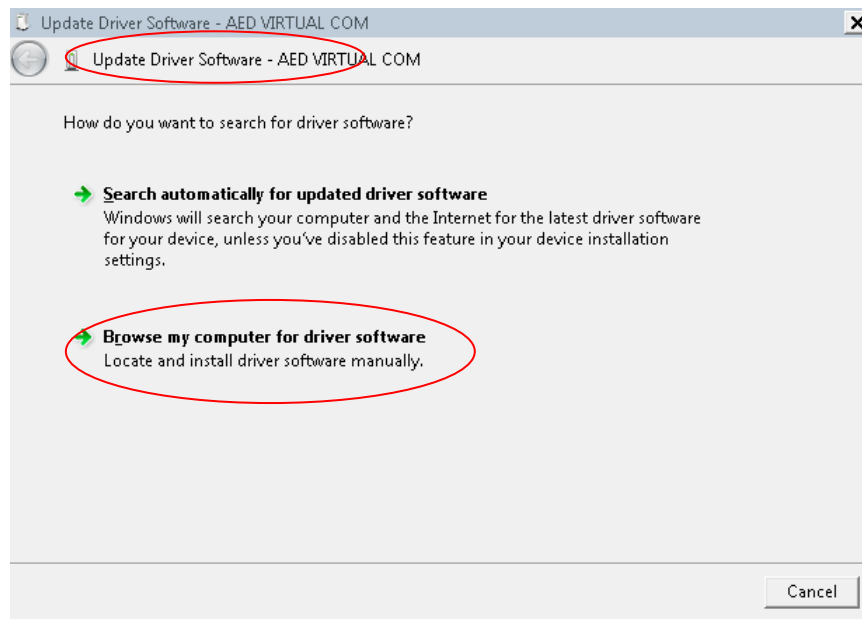 Update Driver Software - AED VIRTUAL COM
Update Driver Software - AED VIRTUAL COM
How do you want to search for driver software?
Search automatically for updated driver software
Windows will search your computer and the Internet for the latest driver software
for your device, unless you've disabled this feature in your device installation
settings.
Browse my computer for driver software
Locate and install driver software manually.
Cancel